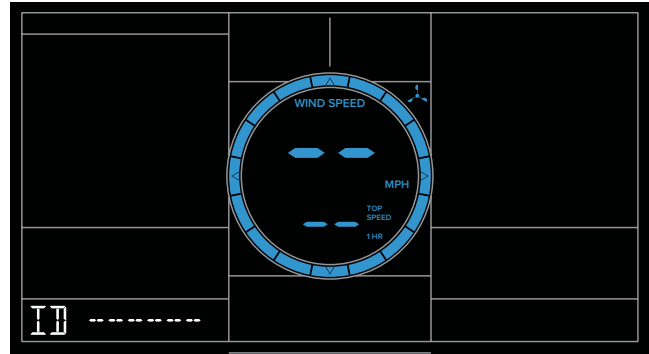 WIND SPEED
-- 
MPH
TOP
SPEED
--
1 HR
ID -------